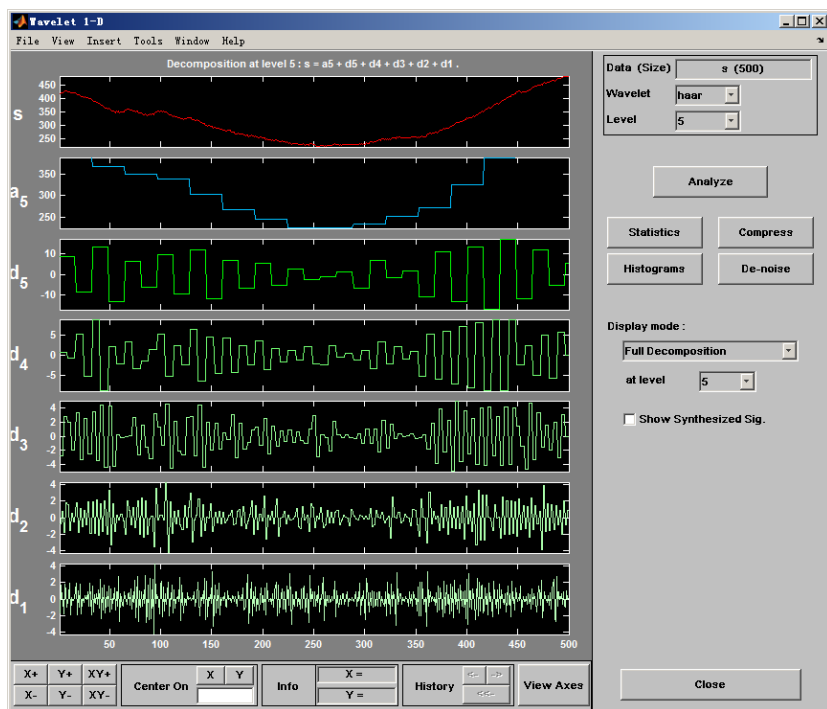 Wavelet 1-D
File View Insert Tools Window Help
Decomposition at level 5 : s = a5 + d5 + d4 + d3 + d2 + d1 .
s
450
400
350
300
250
a5
350
300
250
d5
10
0
-10
d4
5
0
-5
d3
4
2
0
-2
-4
d2
4
2
0
-2
-4
d1
4
2
0
-2
-4
50 100 150 200 250 300 350 400 450 500
Data (Size) s (500)
Wavelet haar
Level 5
Analyze
Statistics Compress
Histograms De-noise
Display mode :
Full Decomposition
at level 5
Show Synthesized Sig.
X+ Y+ XY+
X- Y- XY-
Center On X Y
Info X =
Y =
History <- ->
<<-
View Axes
Close